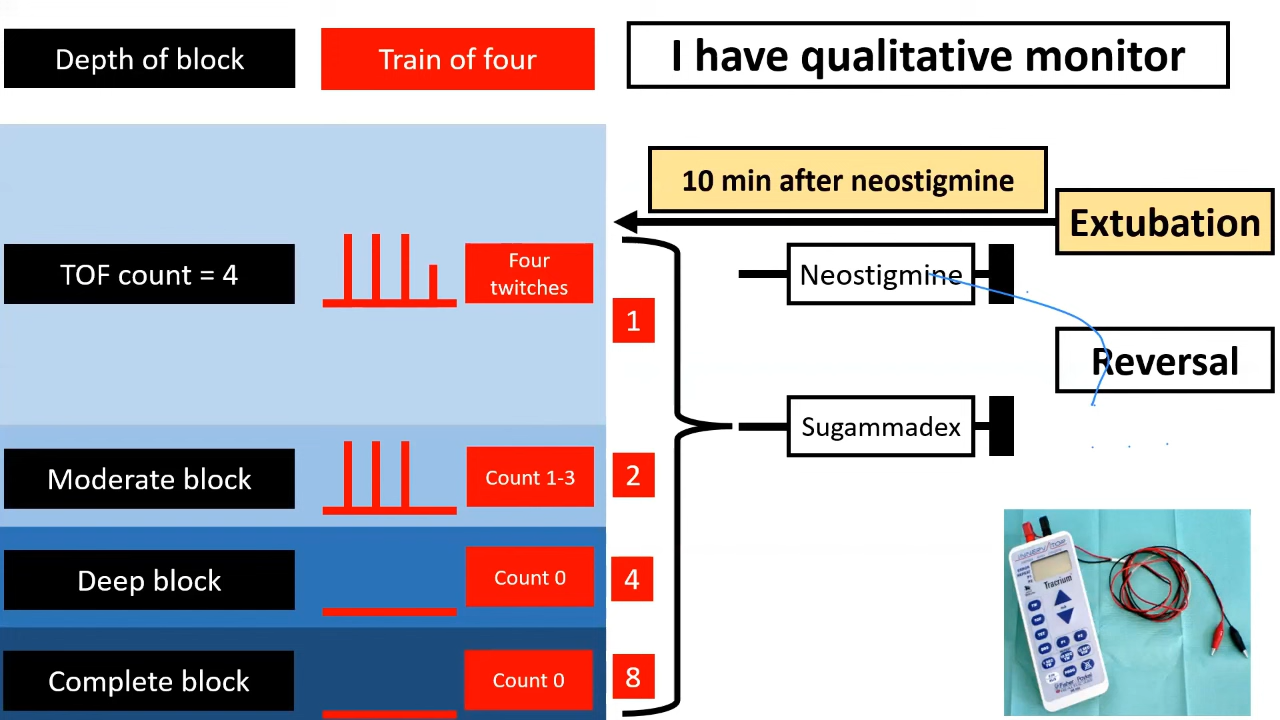 Depth of block
Train of four
I have qualitative monitor
10 min after neostigmine
Extubation
TOF count = 4
Four
twitches
Neostigmine
1
Reversal
Sugammadex
Moderate block
Count 1-3
2
Deep block
Count 0
4
Complete block
Count 0
8
Tracrium